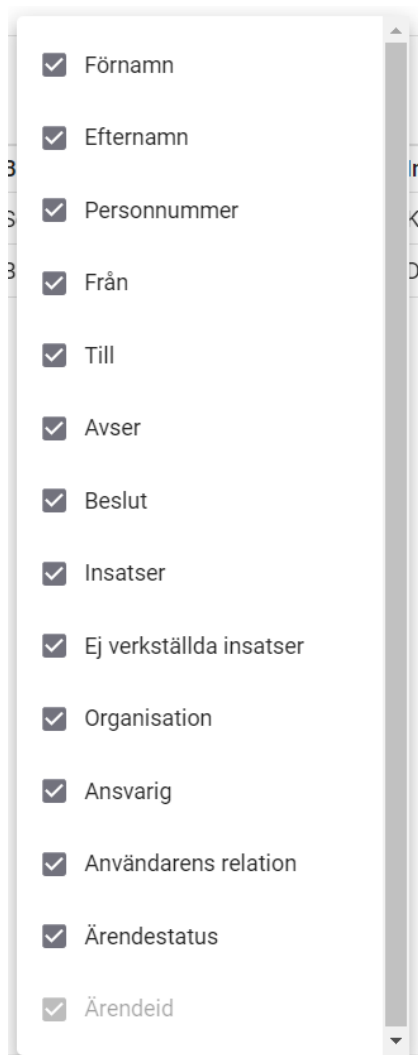 Förnamn
Efternamn
Personnummer
Från
Till
Avser
Beslut
Insatser
Ej verkställda insatser
Organisation
Ansvarig
Användarens relation
Ärendestatus
Ärendeid